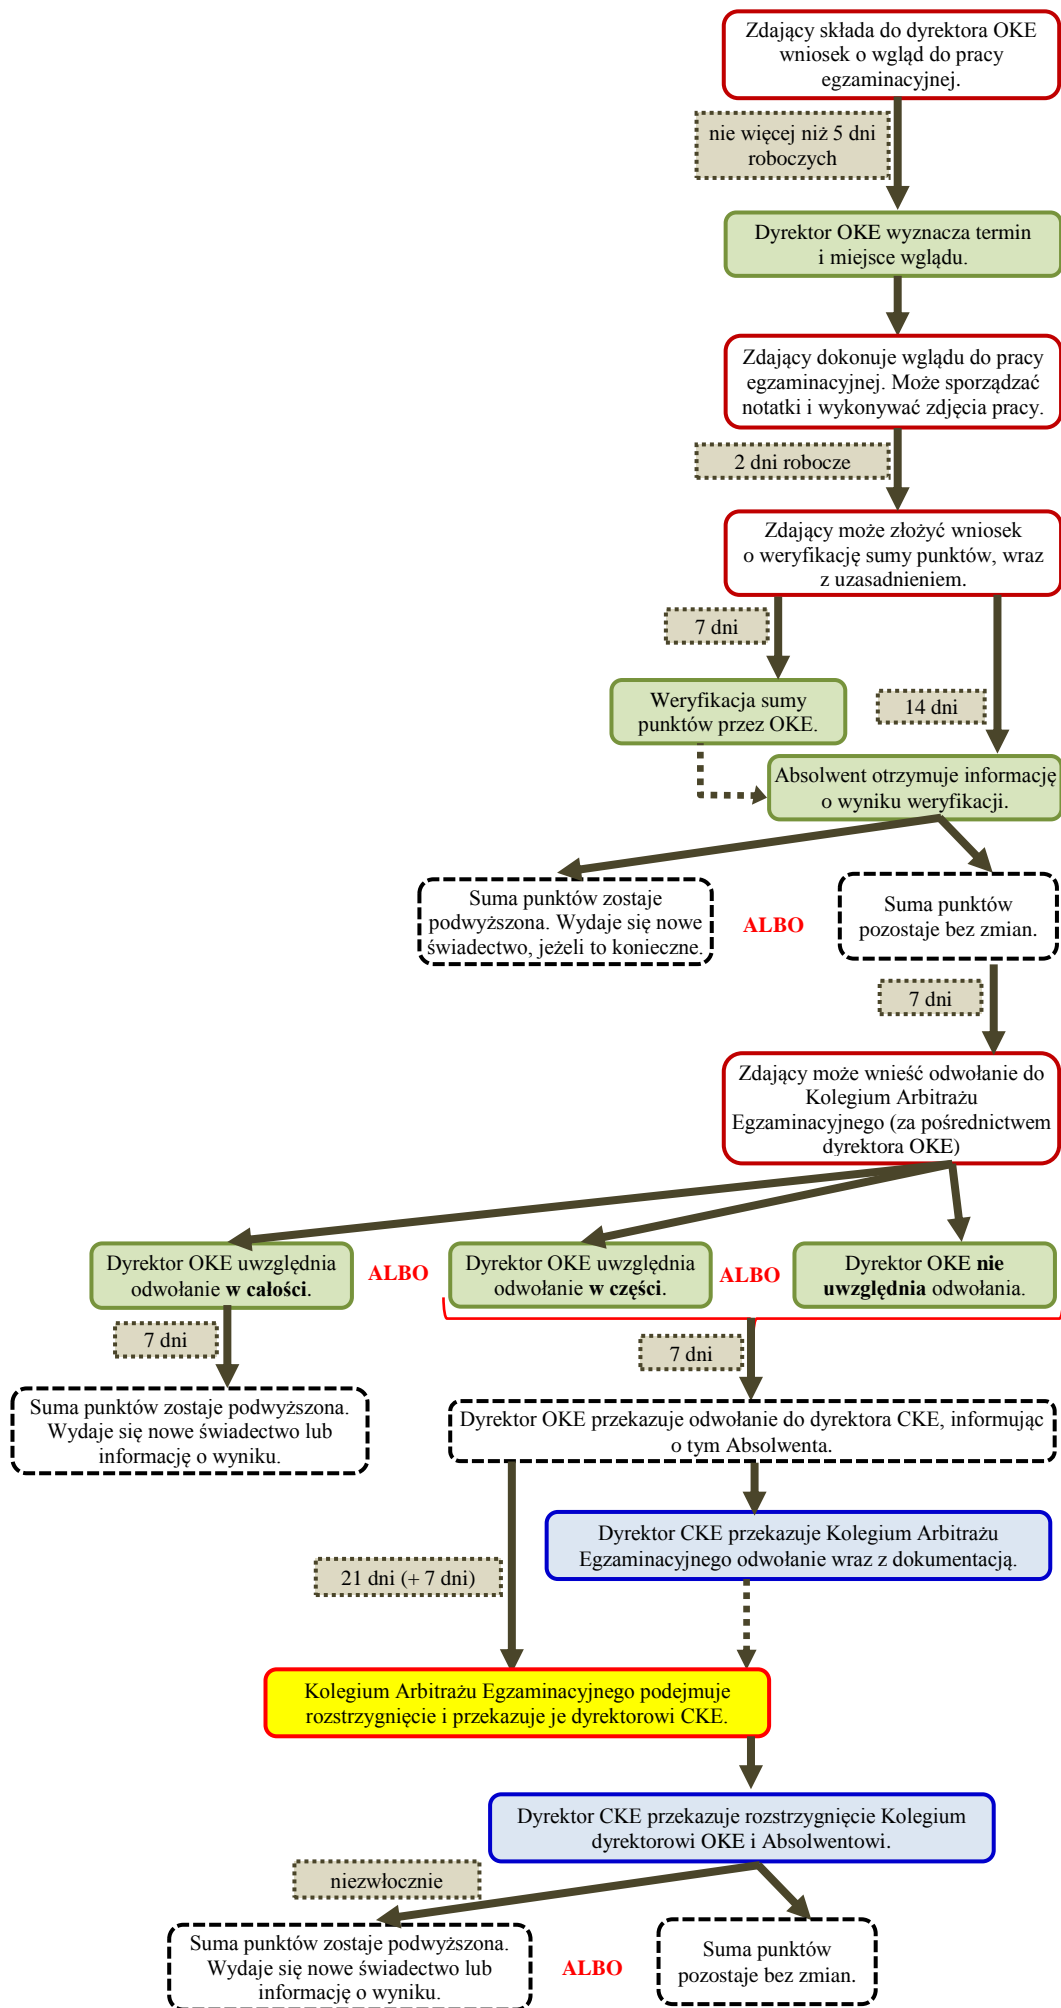 Zdający składa do dyrektora OKE
wniosek o wgląd do pracy
egzaminacyjnej.
nie więcej niż 5 dni
roboczych
Dyrektor OKE wyznacza termin
i miejsce wglądu.
Zdający dokonuje wglądu do pracy
egzaminacyjnej. Może sporządzać
notatki i wykonywać zdjęcia pracy.
2 dni robocze
Zdający może złożyć wniosek
o weryfikację sumy punktów, wraz
z uzasadnieniem.
7 dni
Weryfikacja sumy
punktów przez OKE.
14 dni
Absolwent otrzymuje informację
o wyniku weryfikacji.
Suma punktów zostaje
podwyższona. Wydaje się nowe
świadectwo, jeżeli to konieczne.
ALBO
Suma punktów
pozostaje bez zmian.
7 dni
Zdający może wnieść odwołanie do
Kolegium Arbitrażu
Egzaminacyjnego (za pośrednictwem
dyrektora OKE)
Dyrektor OKE uwzględnia
odwołanie w całości.
ALBO
Dyrektor OKE uwzględnia
odwołanie w części.
ALBO
Dyrektor OKE nie
uwzględnia odwołania.
7 dni
7 dni
Suma punktów zostaje podwyższona.
Wydaje się nowe świadectwo lub
informację o wyniku.
Dyrektor OKE przekazuje odwołanie do dyrektora CKE, informując
o tym Absolwenta.
Dyrektor CKE przekazuje Kolegium Arbitrażu
Egzaminacyjnego odwołanie wraz z dokumentacją.
21 dni (+ 7 dni)
Kolegium Arbitrażu Egzaminacyjnego podejmuje
rozstrzygnięcie i przekazuje je dyrektorowi CKE.
Dyrektor CKE przekazuje rozstrzygnięcie Kolegium
dyrektorowi OKE i Absolwentowi.
niezwłocznie
Suma punktów zostaje podwyższona.
Wydaje się nowe świadectwo lub
informację o wyniku.
ALBO
Suma punktów
pozostaje bez zmian.